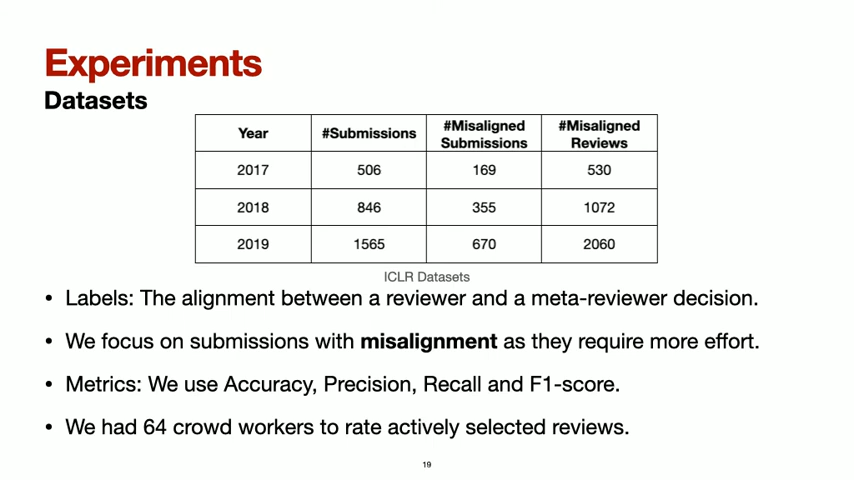 Experiments
Datasets
Year #Submissions #Misaligned Submissions #Misaligned Reviews
2017 506 169 530
2018 846 355 1072
2019 1565 670 2060
ICLR Datasets
• Labels: The alignment between a reviewer and a meta-reviewer decision.
• We focus on submissions with misalignment as they require more effort.
• Metrics: We use Accuracy, Precision, Recall and F1-score.
• We had 64 crowd workers to rate actively selected reviews.
19